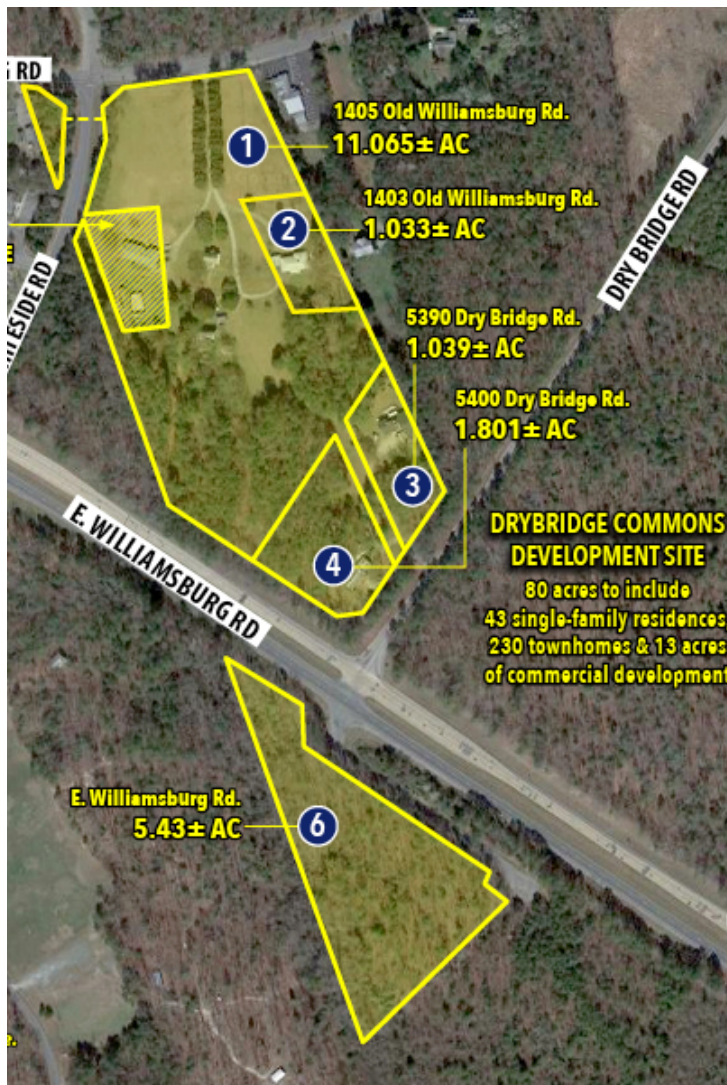 G RD
1405 Old Williamsburg Rd.
1
11.065± AC
1403 Old Williamsburg Rd.
2
1.033± AC
DRY BRIDGE RD
E
TESIDE RD
5390 Dry Bridge Rd.
1.039± AC
5400 Dry Bridge Rd.
1.801± AC
3
E. WILLIAMSBURG RD
4
DRYBRIDGE COMMONS
DEVELOPMENT SITE
80 acres to include
43 single-family residences
230 townhomes & 13 acres
of commercial development
E. Williamsburg Rd.
6
5.43± AC